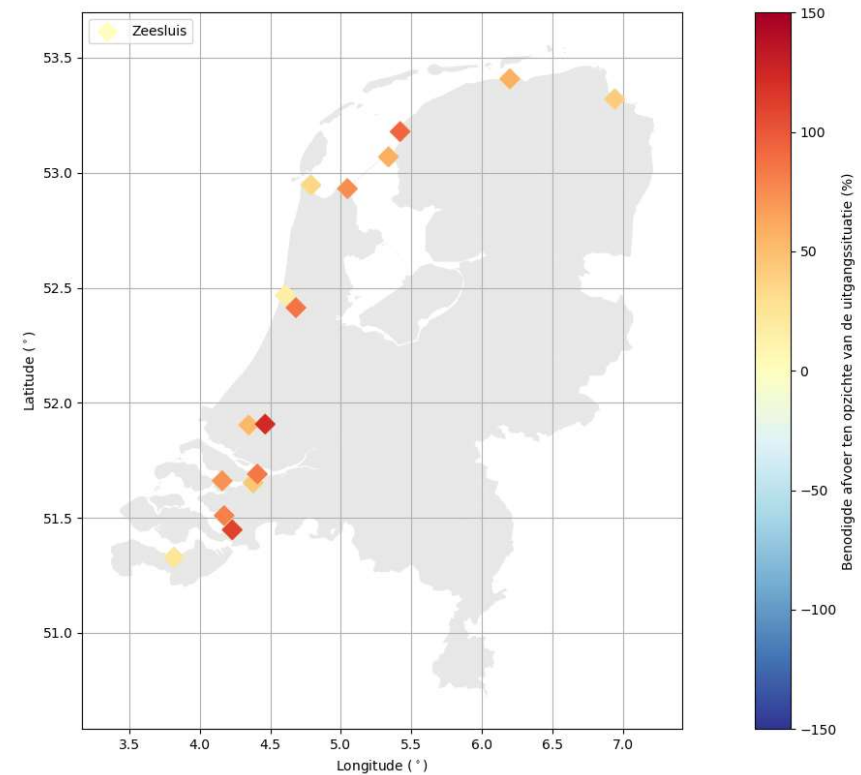 Zeesluis
53.5
53.0
52.5
52.0
51.5
51.0
Latitude (°)
3.5 4.0 4.5 5.0 5.5 6.0 6.5 7.0
Longitude (°)
150
100
50
0
−50
−100
−150
Benodigde afvoer ten opzichte van de uitgangssituatie (%)